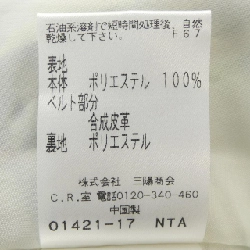 石油系溶剤で短時間処理後、自然
乾燥して下さい。
表地
本体 ポリエステル 100%
ベルト部分
合成皮革
裏地 ポリエステル
株式会社 三陽商会
C.R.室 電話0120-340-460
中国製
01421-17 NTA